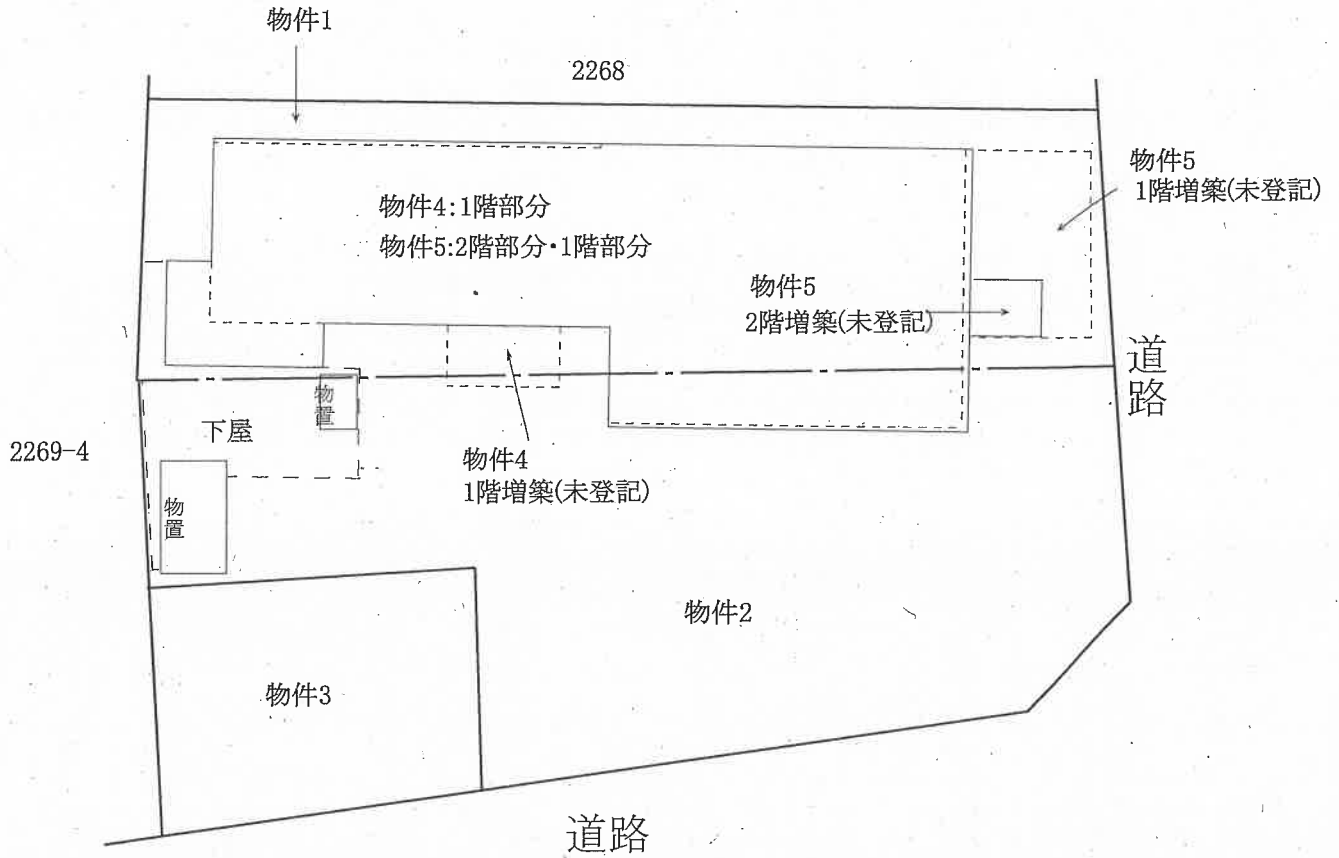 物件1
2268
物件5
1階増築(未登記)
物件4:1階部分
物件5:2階部分・1階部分
物件5
2階増築(未登記)
道路
物置
下屋
2269-4
物件4
1階増築(未登記)
物置
物件2
物件3
道路